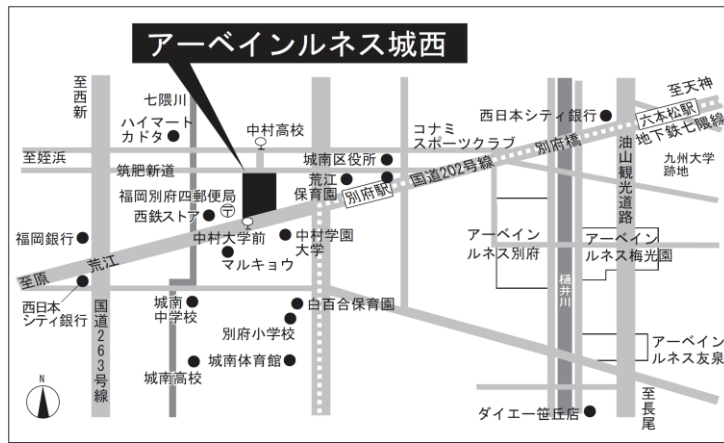 アーベインルネス城西
至西新
七隈川
ハイマート
カドタ
中村高校
至姪浜
筑肥新道
城南区役所
コナミ
スポーツクラブ
西日本シティ銀行
六本松駅
至天神
地下鉄七隈線
別府橋
油山観光道路
九州大学
跡地
国道202号線
別府駅
荒江
保育園
福岡別府四郵便局
西鉄ストア
福岡銀行
中村大学前
マルキョウ
中村学園
大学
アーベイン
ルネス別府
アーベイン
ルネス梅光園
至原
荒江
西日本
シティ銀行
国道263号線
城南
中学校
白百合保育園
別府小学校
城南高校
城南体育館
樋井川
アーベイン
ルネス友泉
至長尾
ダイエー笹丘店
N